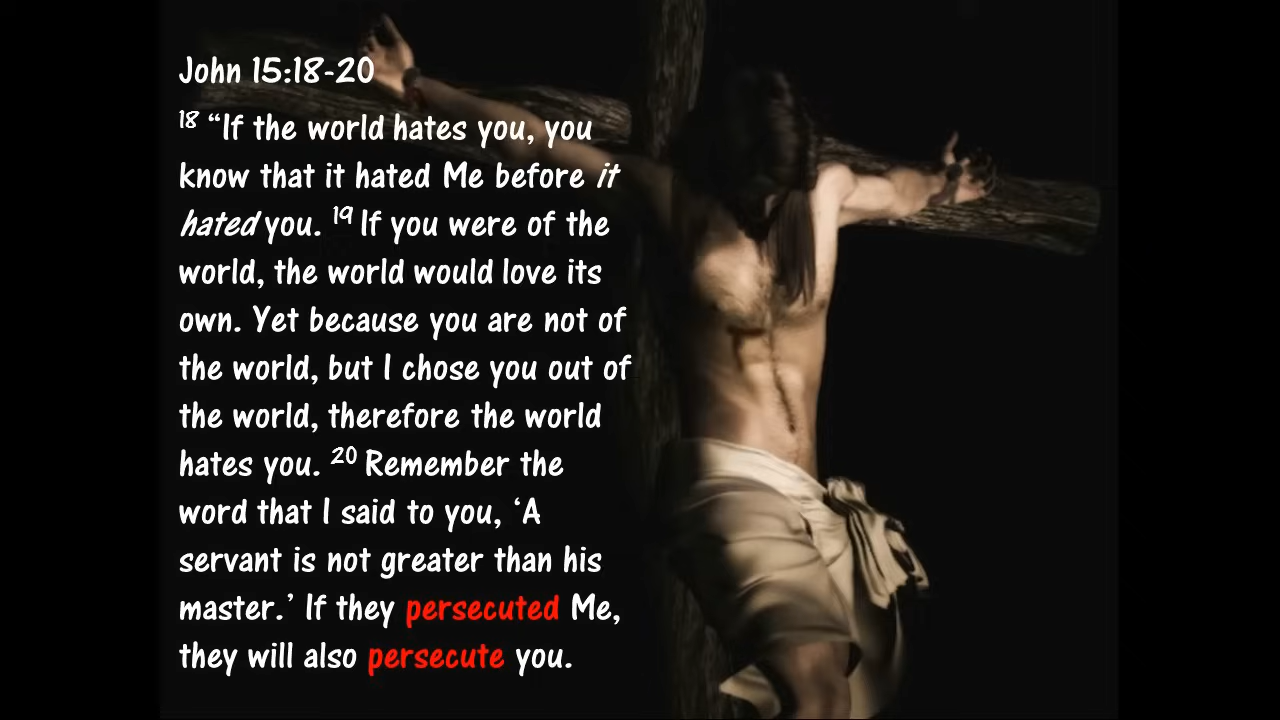 John 15:18-20
18 “If the world hates you, you
know that it hated Me before it
hated you. 19 If you were of the
world, the world would love its
own. Yet because you are not of
the world, but I chose you out of
the world, therefore the world
hates you. 20 Remember the
word that I said to you, ‘A
servant is not greater than his
master.’ If they persecuted Me,
they will also persecute you.